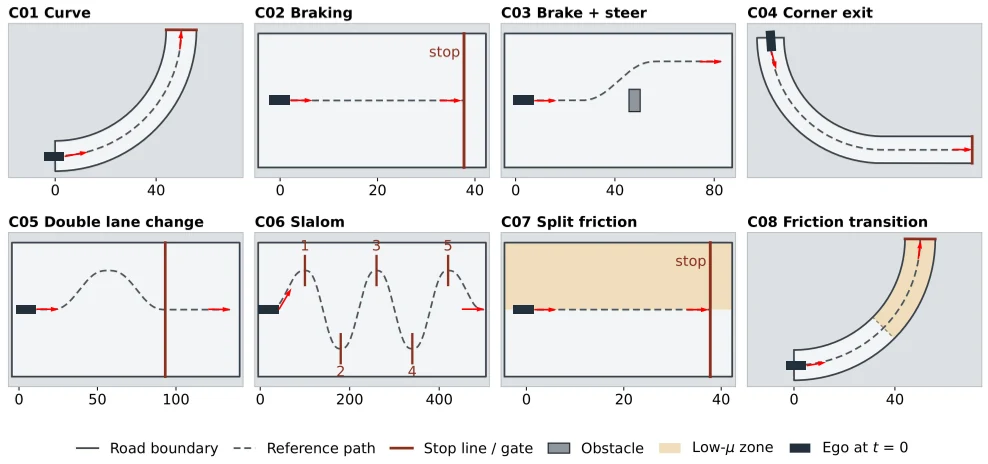 C01 Curve
C02 Braking
C03 Brake + steer
C04 Corner exit
stop
0 40
0 20 40
0 40 80
C05 Double lane change
C06 Slalom
C07 Split friction
C08 Friction transition
1 3 5
2 4
stop
0 50 100
0 200 400
0 20 40
0 40
Road boundary
Reference path
Stop line / gate
Obstacle
Low-μ zone
Ego at t = 0